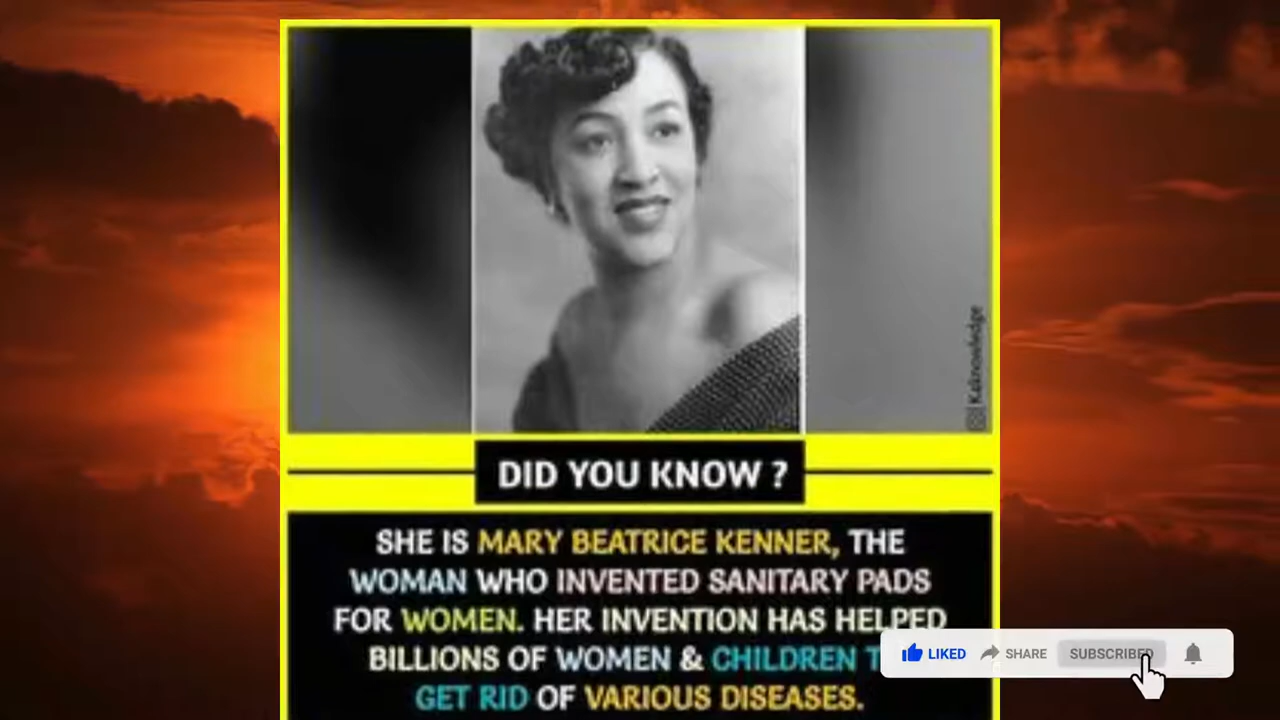 Kaknowledge
DID YOU KNOW ?
SHE IS MARY BEATRICE KENNER, THE
WOMAN WHO INVENTED SANITARY PADS
FOR WOMEN. HER INVENTION HAS HELPED
BILLIONS OF WOMEN & CHILDREN
GET RID OF VARIOUS DISEASES.
LIKED SHARE SUBSCRIBED